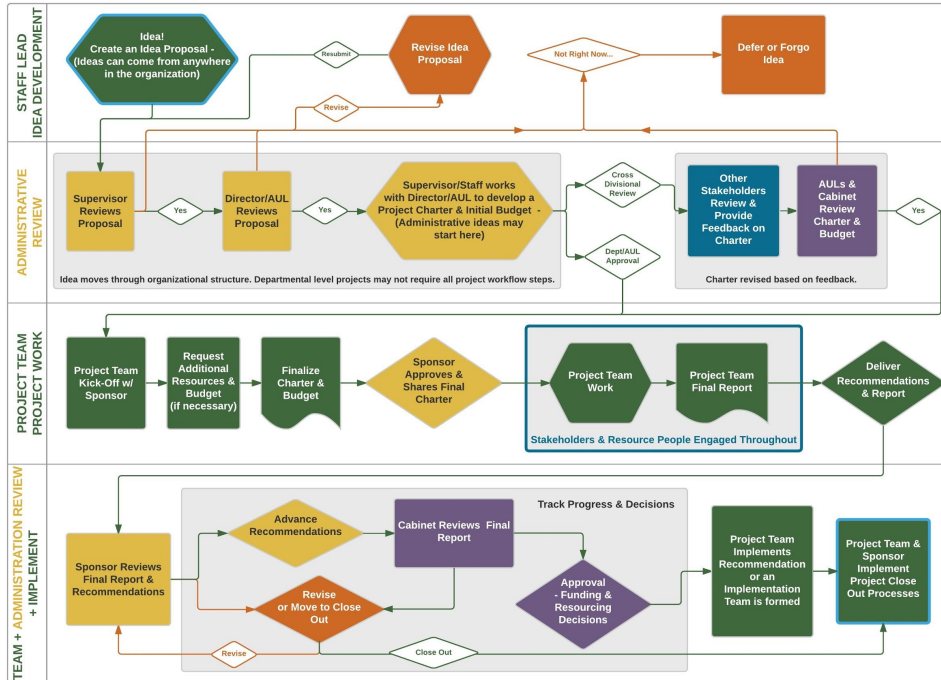 STAFF LEAD
IDEA DEVELOPMENT
Idea!
Create an Idea Proposal -
(Ideas can come from anywhere
in the organization)
Resubmit
Revise Idea
Proposal
Revise
Not Right Now...
Defer or Forgo
Idea
ADMINISTRATIVE
REVIEW
Supervisor
Reviews
Proposal
Yes
Director/AUL
Reviews
Proposal
Yes
Supervisor/Staff works
with Director/AUL to develop a
Project Charter & Initial Budget -
(Administrative ideas may
start here)
Cross
Divisional
Review
Dept/AUL
Approval
Other
Stakeholders
Review &
Provide
Feedback on
Charter
AULs &
Cabinet
Review
Charter &
Budget
Yes
Idea moves through organizational structure. Departmental level projects may not require all project workflow steps.
Charter revised based on feedback.
PROJECT TEAM
PROJECT WORK
Project Team
Kick-Off w/
Sponsor
Request
Additional
Resources &
Budget
(if necessary)
Finalize
Charter &
Budget
Sponsor
Approves &
Shares Final
Charter
Project Team
Work
Project Team
Final Report
Stakeholders & Resource People Engaged Throughout
Deliver
Recommendations
& Report
TEAM + ADMINISTRATION REVIEW
+ IMPLEMENT
Sponsor Reviews
Final Report &
Recommendations
Track Progress & Decisions
Advance
Recommendations
Cabinet Reviews Final
Report
Revise
or Move to Close
Out
Approval
- Funding &
Resourcing
Decisions
Revise
Close Out
Project Team
Implements
Recommendation
or an
Implementation
Team is formed
Project Team &
Sponsor
Implement
Project Close
Out Processes